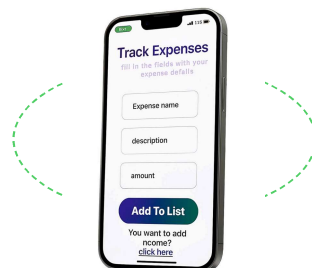 Track Expenses
fill in the fields with your
expense details
Expense name
description
amount
Add To List
You want to add
ncome?
click here